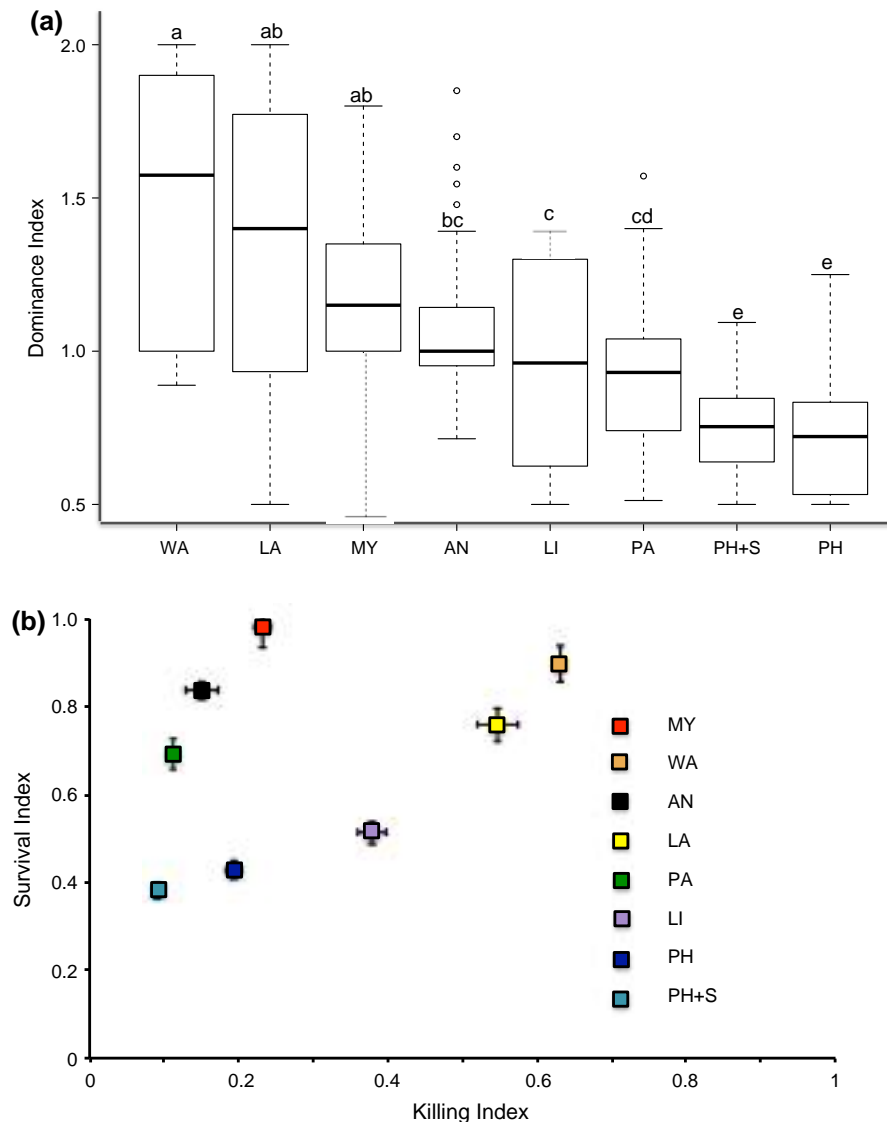 (a)
2.0
1.5
1.0
0.5
Dominance Index
a
ab
ab
bc
c
cd
e
e
WA LA MY AN LI PA PH+S PH
(b)
1.0
0.8
0.6
0.4
0.2
0
Survival Index
MY
WA
AN
LA
PA
LI
PH
PH+S
0 0.2 0.4 0.6 0.8 1
Killing Index